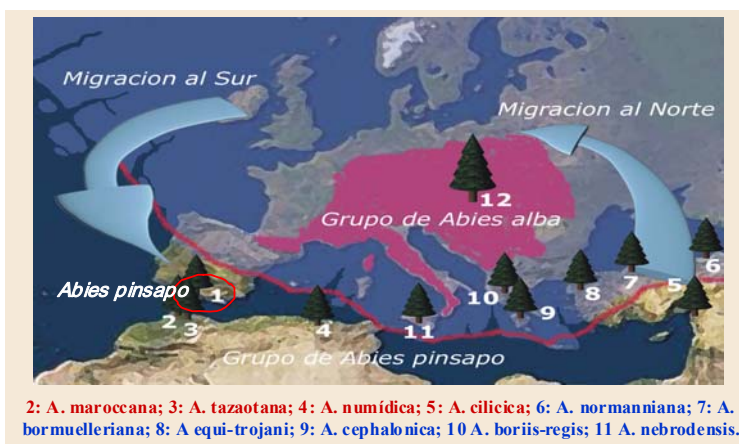 Migracion al Sur
Migracion al Norte
12
Grupo de Abies alba
6
Abies pinsapo
1
7
5
10
8
9
2
3
4
11
Grupo de Abies pinsapo
2: A. maroccana; 3: A. tazaotana; 4: A. numídica; 5: A. cilicica; 6: A. normanniana; 7: A.
bormuelleriana; 8: A equi-trojani; 9: A. cephalonica; 10 A. boriis-regis; 11 A. nebrodensis.